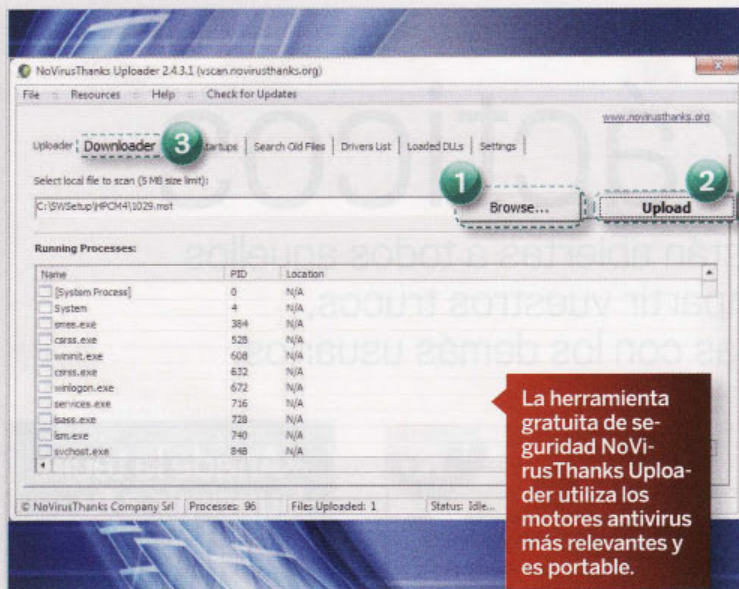 NoVirusThanks Uploader 2.4.3.1 (vscan.novirusthanks.org)
File :: Resources :: Help :: Check for Updates
www.novirusthanks.org
Uploader Downloader 3 Startups Search Old Files Drivers List Loaded DLLs Settings
Select local file to scan (5 MB size limit):
1 2
C:\SWSetup\HPCM4\1029.mst Browse... Upload
Running Processes:
Name PID Location
[System Process] 0 N/A
System 4 N/A
smss.exe 384 N/A
csrss.exe 528 N/A
wininit.exe 608 N/A
csrss.exe 632 N/A
winlogon.exe 672 N/A
services.exe 716 N/A
lsass.exe 728 N/A
lsm.exe 740 N/A
svchost.exe 848 N/A
© NoVirusThanks Company Srl Processes: 96 Files Uploaded: 1 Status: Idle...
La herramienta
gratuita de se-
guridad NoVi-
rusThanks Uploa-
der utiliza los
motores antivirus
más relevantes y
es portable.